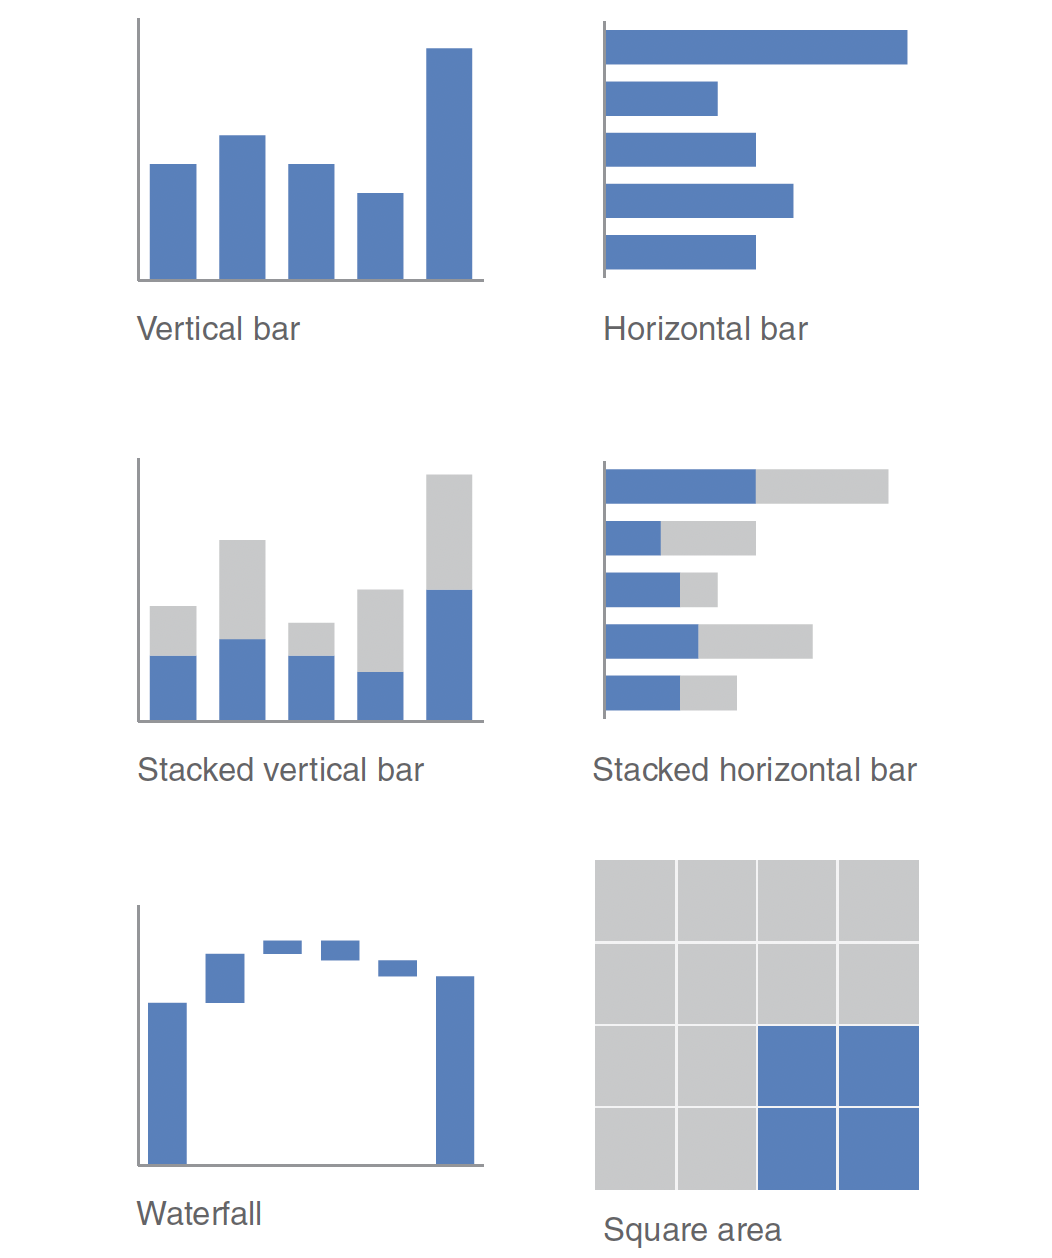 Vertical bar
Horizontal bar
Stacked vertical bar
Stacked horizontal bar
Waterfall
Square area